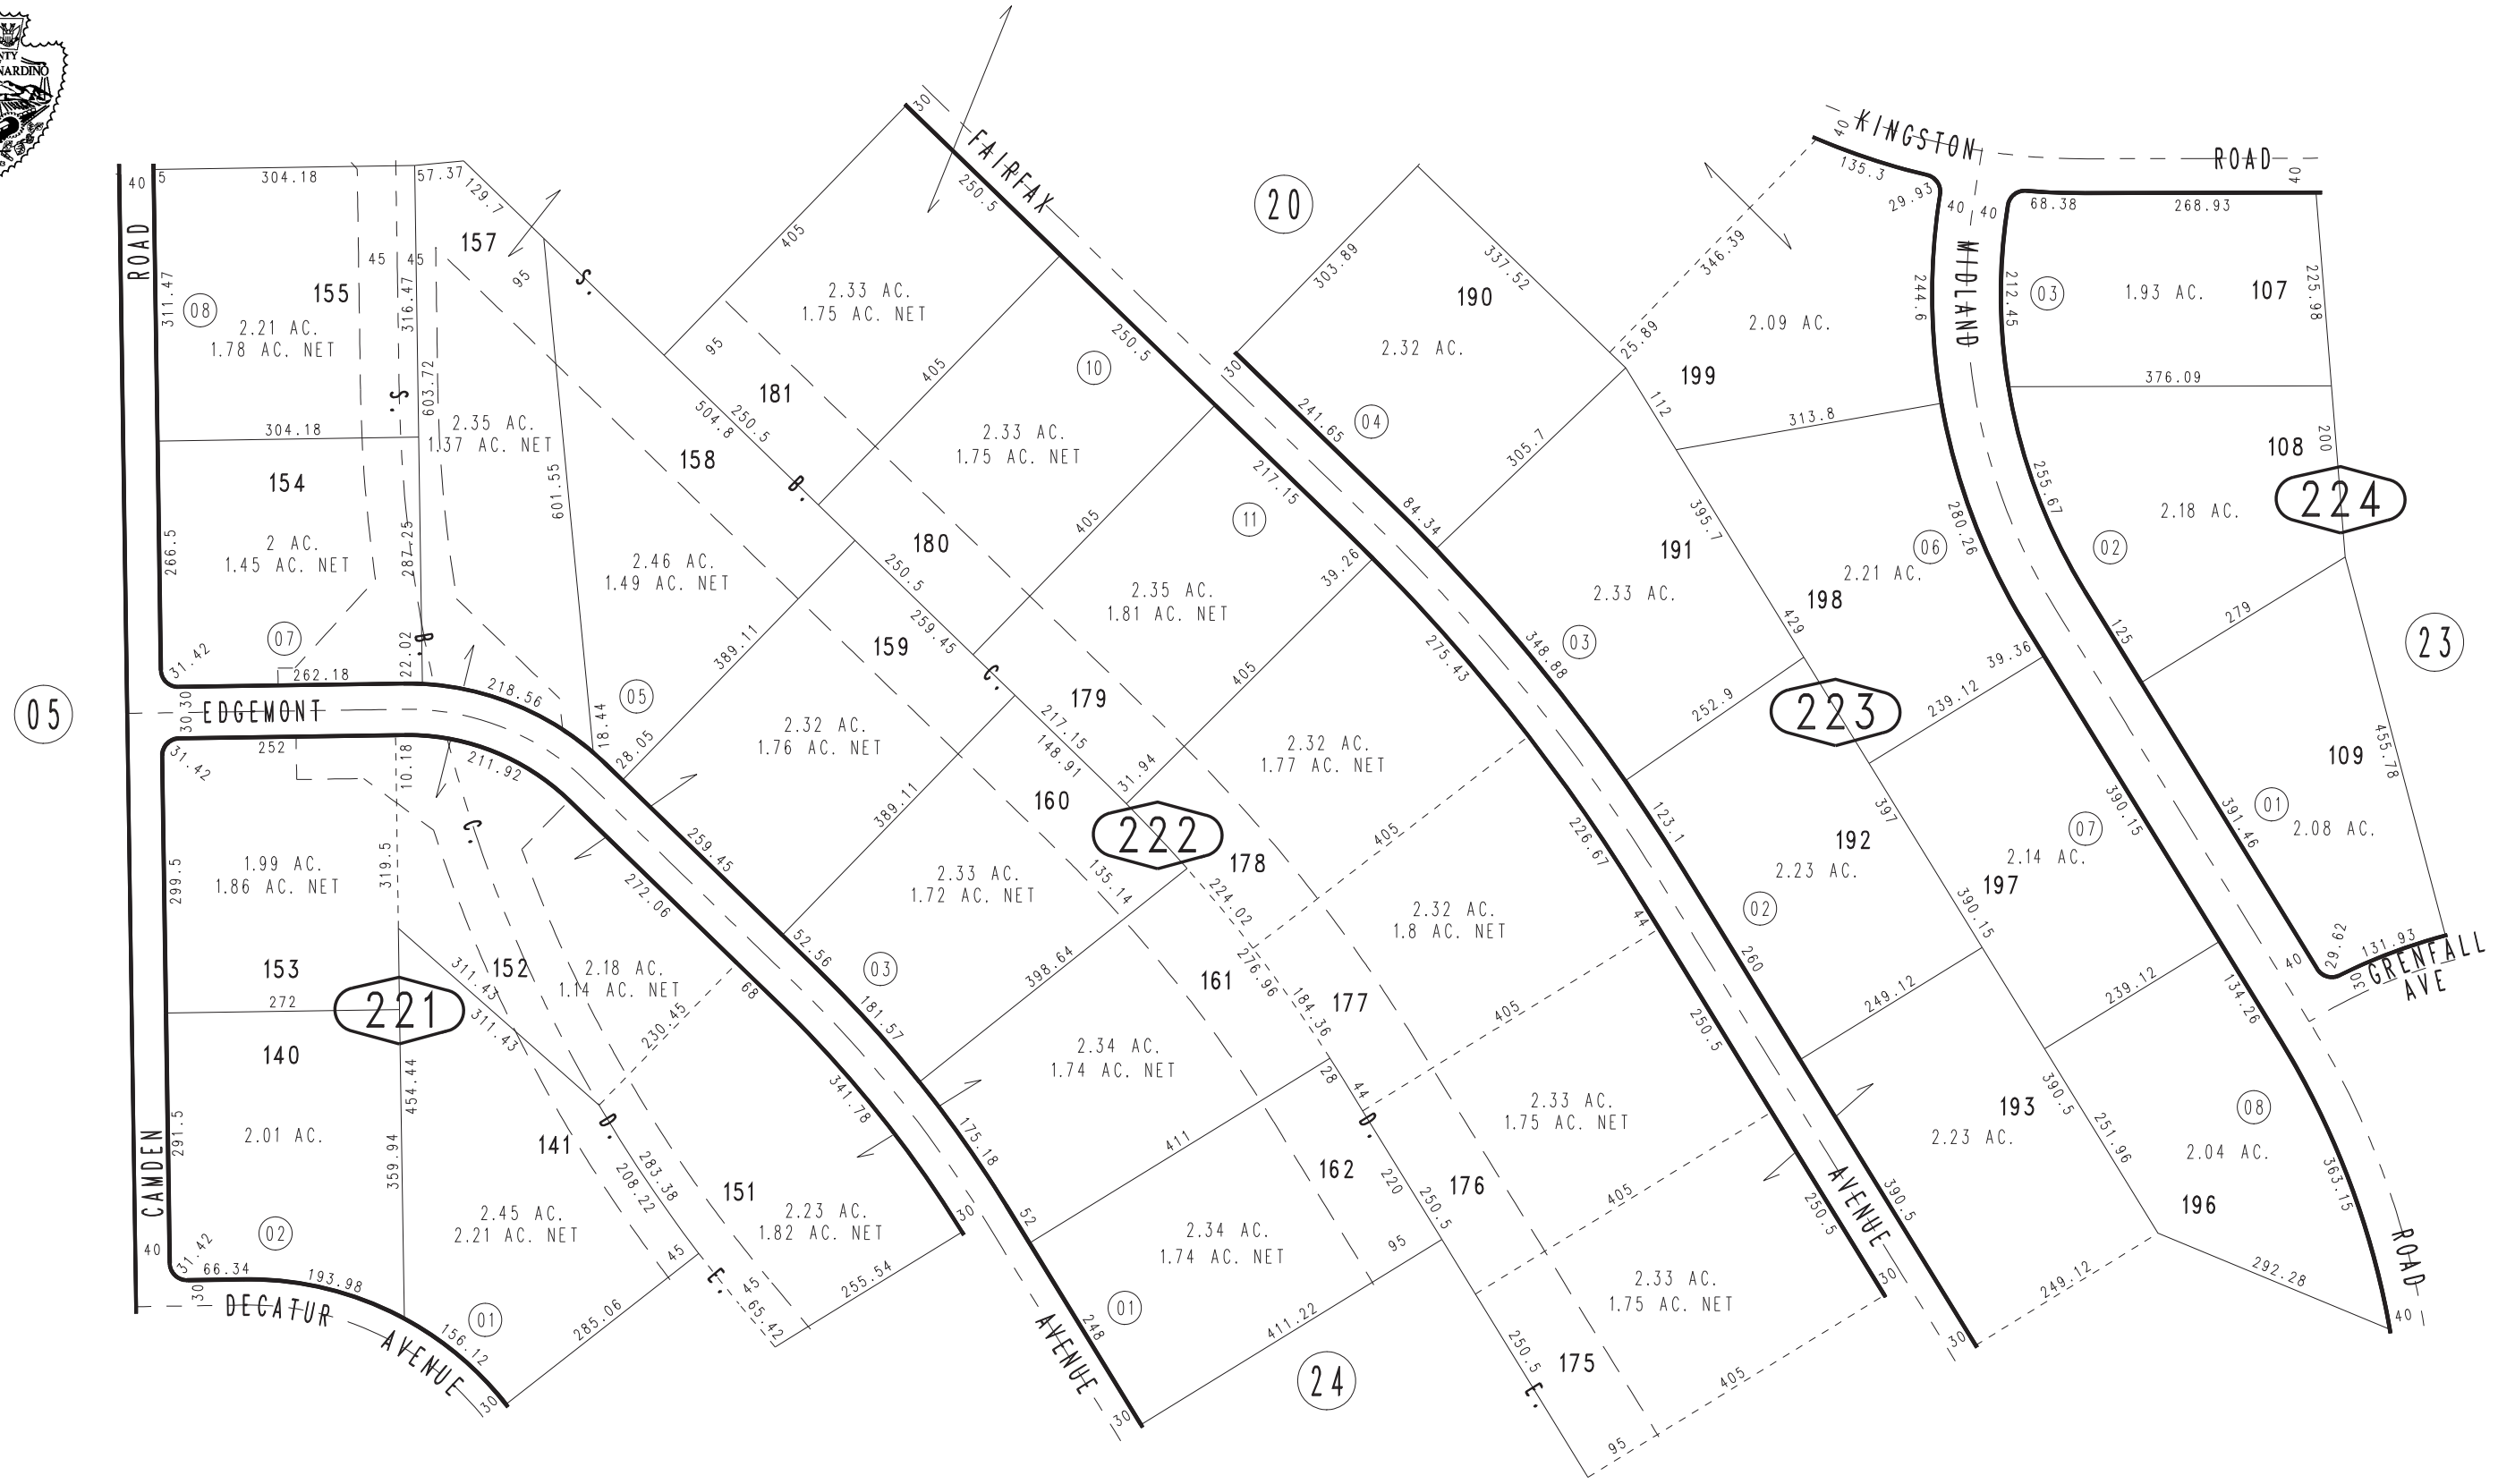 NTY
NARDINO
ROAD
40
5
304.18
57.37
129.7
157
95
45
45
155
08
311.47
316.47
2.21 AC.
1.78 AC. NET
603.72
S.
304.18
154
2.35 AC.
1.37 AC. NET
601.55
266.5
2 AC.
1.45 AC. NET
287.25
22.02
B.
07
31.42
262.18
218.56
18.44
05
30
30
EDGEMONT
28.05
05
252
31.42
10.18
211.92
C.
299.5
1.99 AC.
1.86 AC. NET
319.5
272.06
153
311.43
152
2.18 AC.
1.14 AC. NET
68
272
221
311.43
230.45
140
291.5
2.01 AC.
454.44
359.94
D.
141
283.38
208.22
151
341.78
CAMDEN
40
02
31.42
66.34
193.98
30
DECATUR
AVENUE
156.12
01
30
2.45 AC.
2.21 AC. NET
45
285.06
E.
45
65.42
2.23 AC.
1.82 AC. NET
255.54
30
30
FAIRFAX
250.5
405
S.
2.33 AC.
1.75 AC. NET
10
250.5
95
181
405
504.8
250.5
158
B.
2.33 AC.
1.75 AC. NET
11
217.15
180
405
2.46 AC.
1.49 AC. NET
250.5
259.45
389.11
159
2.35 AC.
1.81 AC. NET
39.26
275.43
C.
179
405
217.15
148.91
31.94
2.32 AC.
1.76 AC. NET
160
222
2.32 AC.
1.77 AC. NET
259.45
389.11
135.14
178
405
226.67
2.33 AC.
1.72 AC. NET
224.02
276.96
2.32 AC.
1.8 AC. NET
44
52.56
03
398.64
161
184.36
177
405
250.5
181.57
2.34 AC.
1.74 AC. NET
28
44
D.
2.33 AC.
1.75 AC. NET
175.18
411
162
220
250.5
176
405
250.5
52
2.34 AC.
1.74 AC. NET
95
2.33 AC.
1.75 AC. NET
AVENUE
248
01
411.22
30
24
250.5
E.
175
405
95
30
20
303.89
337.52
190
2.32 AC.
30
241.65
04
84.34
305.7
KINGSTON
ROAD
40
40
135.3
29.93
346.39
25.89
199
2.09 AC.
112
313.8
40
40
MIDLAND
244.6
212.45
03
68.38
268.93
1.93 AC.
107
225.98
376.09
200
108
224
2.18 AC.
255.67
280.26
06
02
395.7
191
2.33 AC.
03
348.88
2.21 AC.
198
429
125
279
23
39.36
252.9
223
239.12
109
455.78
2.08 AC.
01
391.46
390.15
123.1
192
2.23 AC.
02
397
07
2.14 AC.
197
390.15
29.62
131.93
GRENFALL
AVE
30
40
260
249.12
239.12
134.26
193
2.23 AC.
390.5
251.96
08
2.04 AC.
196
363.15
390.5
AVENUE
249.12
292.28
ROAD
40
30